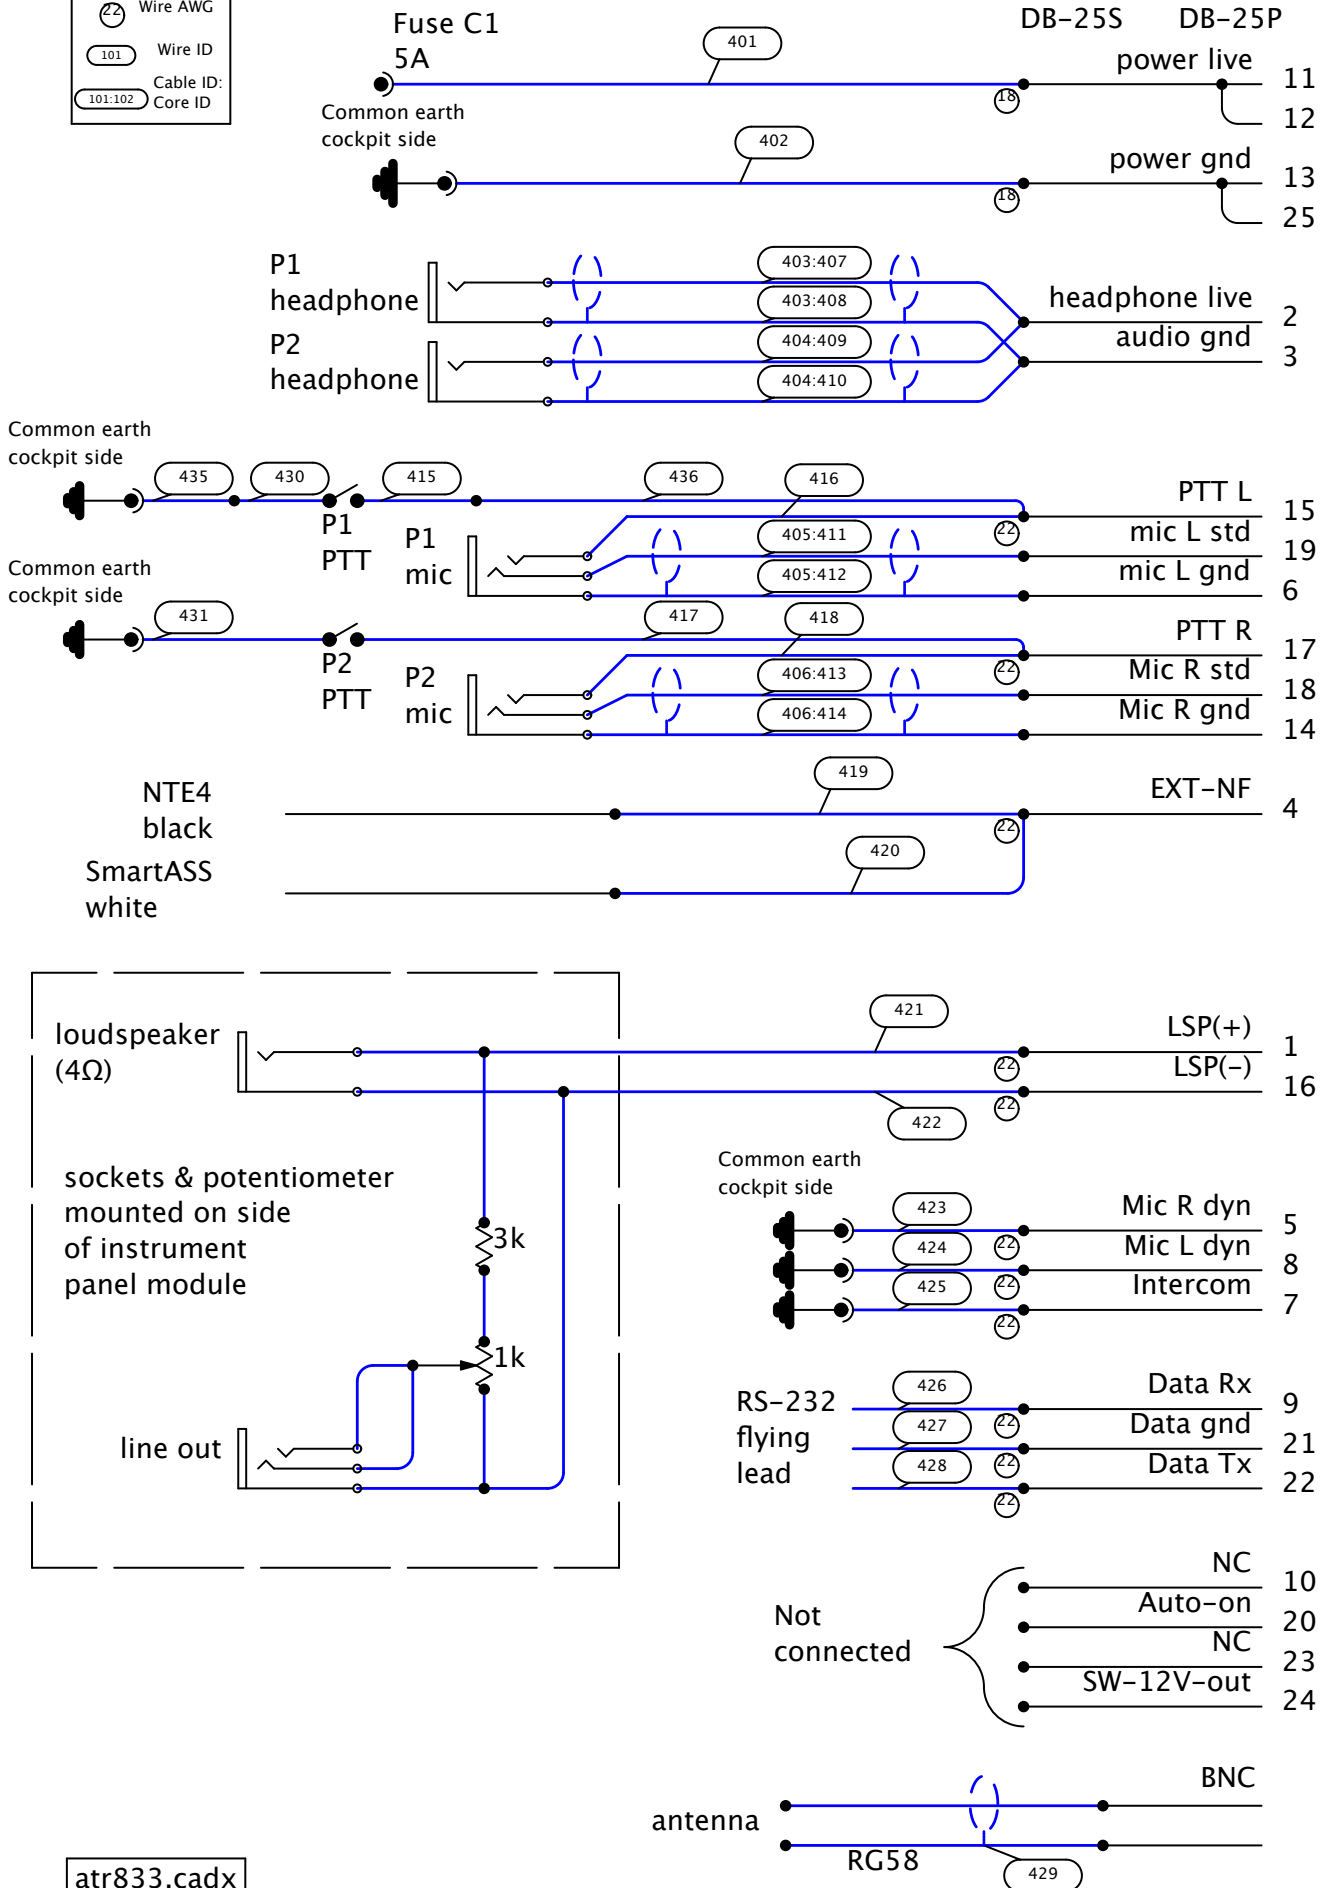 22 Wire AWG
101 Wire ID
Cable ID:
101:102 Core ID
Fuse C1
5A
401
DB-25S DB-25P
power live
11
18
12
Common earth
cockpit side
402
power gnd
13
18
25
P1
headphone
403:407
403:408
headphone live
2
P2
headphone
404:409
404:410
audio gnd
3
Common earth
cockpit side
435
430
415
436
416
PTT L
15
22
P1
PTT
P1
mic
405:411
mic L std
19
405:412
mic L gnd
6
Common earth
cockpit side
431
417
418
PTT R
17
22
P2
PTT
P2
mic
406:413
Mic R std
18
406:414
Mic R gnd
14
NTE4
black
419
EXT-NF
4
22
SmartASS
white
420
loudspeaker
(4Ω)
421
LSP(+)
1
22
LSP(-)
16
22
422
sockets & potentiometer
mounted on side
of instrument
panel module
3k
1k
line out
Common earth
cockpit side
423
Mic R dyn
5
22
424
Mic L dyn
8
22
425
Intercom
7
22
RS-232
flying
lead
426
Data Rx
9
22
427
Data gnd
21
22
428
Data Tx
22
22
Not
connected
NC
10
Auto-on
20
NC
23
SW-12V-out
24
antenna
BNC
RG58
429
atr833.cadx